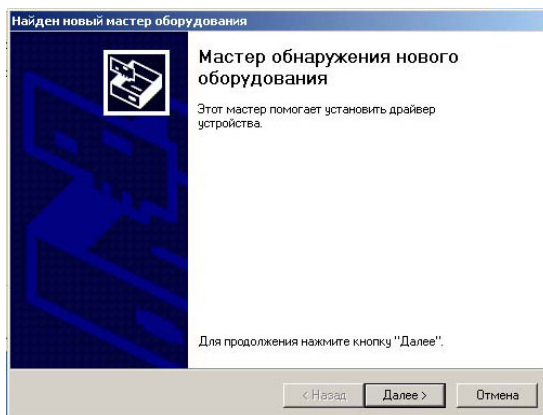 Найден новый мастер оборудования
Мастер обнаружения нового
оборудования
Этот мастер помогает установить драйвер
устройства.
Для продолжения нажмите кнопку "Далее".
< Назад
Далее >
Отмена